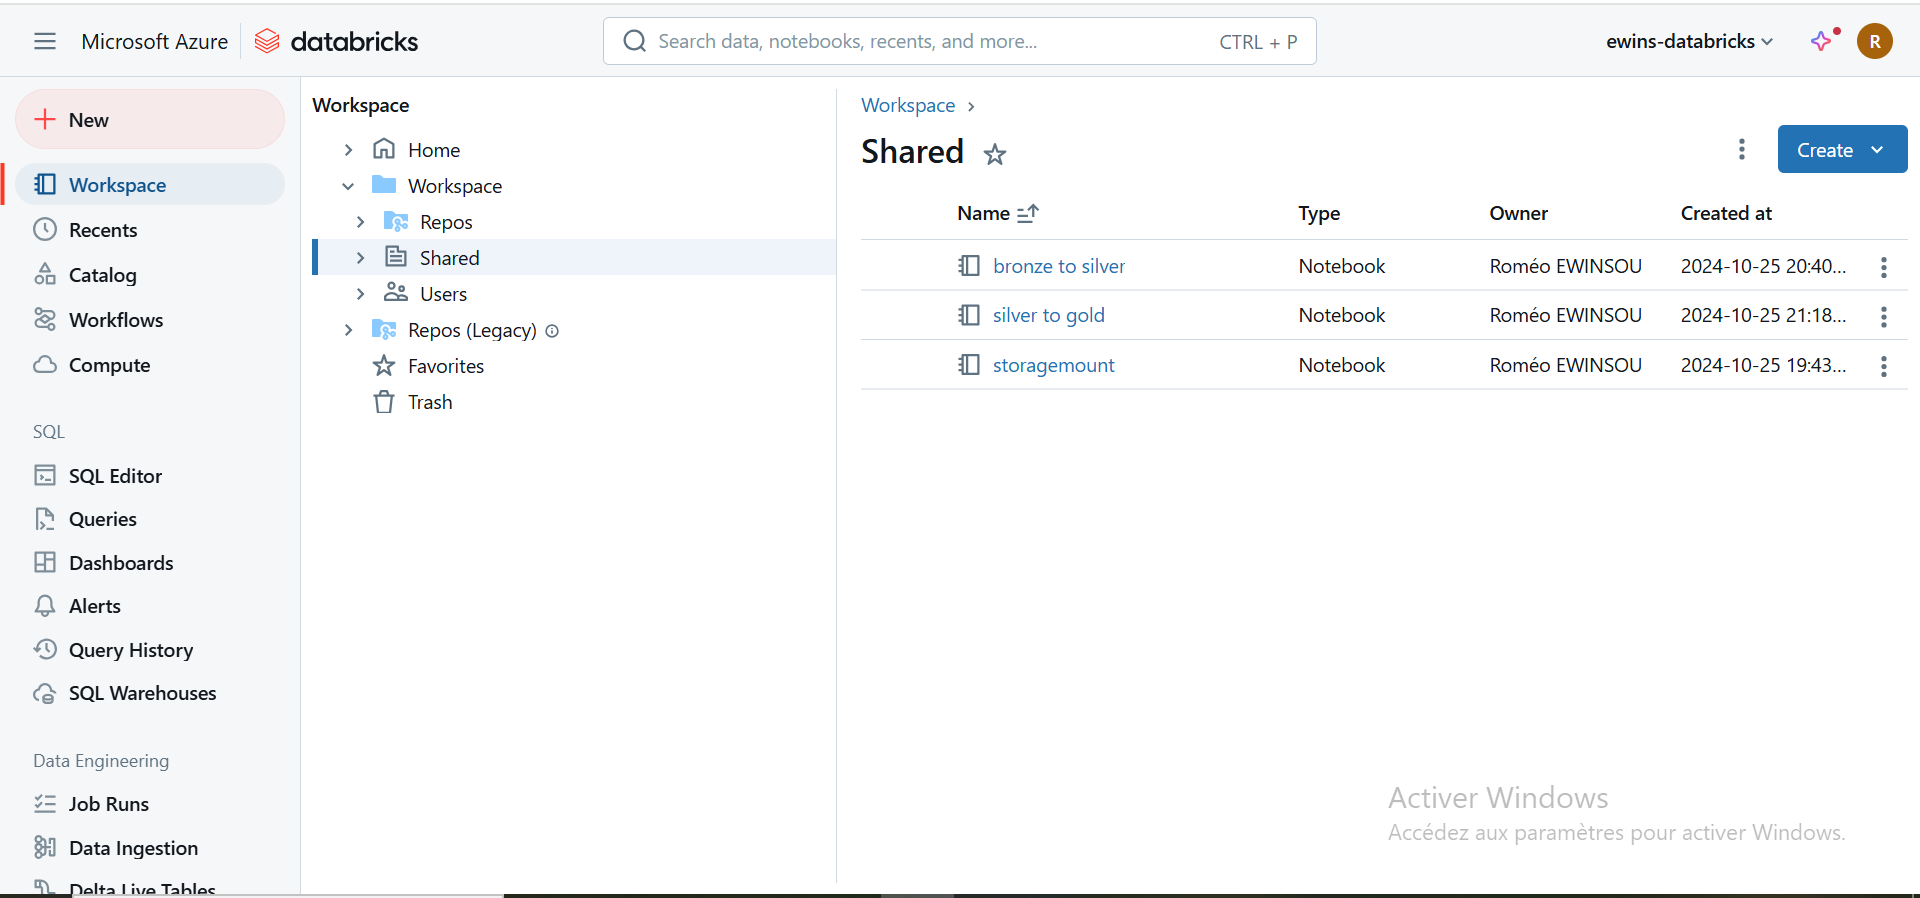 Microsoft Azure databricks Search data, notebooks, recents, and more... CTRL + P ewins-databricks R
New
Workspace
Recents
Catalog
Workflows
Compute
SQL
SQL Editor
Queries
Dashboards
Alerts
Query History
SQL Warehouses
Data Engineering
Job Runs
Data Ingestion
Delta Live Tables
Workspace
Home
Workspace
Repos
Shared
Users
Repos (Legacy)
Favorites
Trash
Workspace ›
Shared
Create
Name Type Owner Created at
bronze to silver Notebook Roméo EWINSOU 2024-10-25 20:40...
silver to gold Notebook Roméo EWINSOU 2024-10-25 21:18...
storagemount Notebook Roméo EWINSOU 2024-10-25 19:43...
Activer Windows
Accédez aux paramètres pour activer Windows.